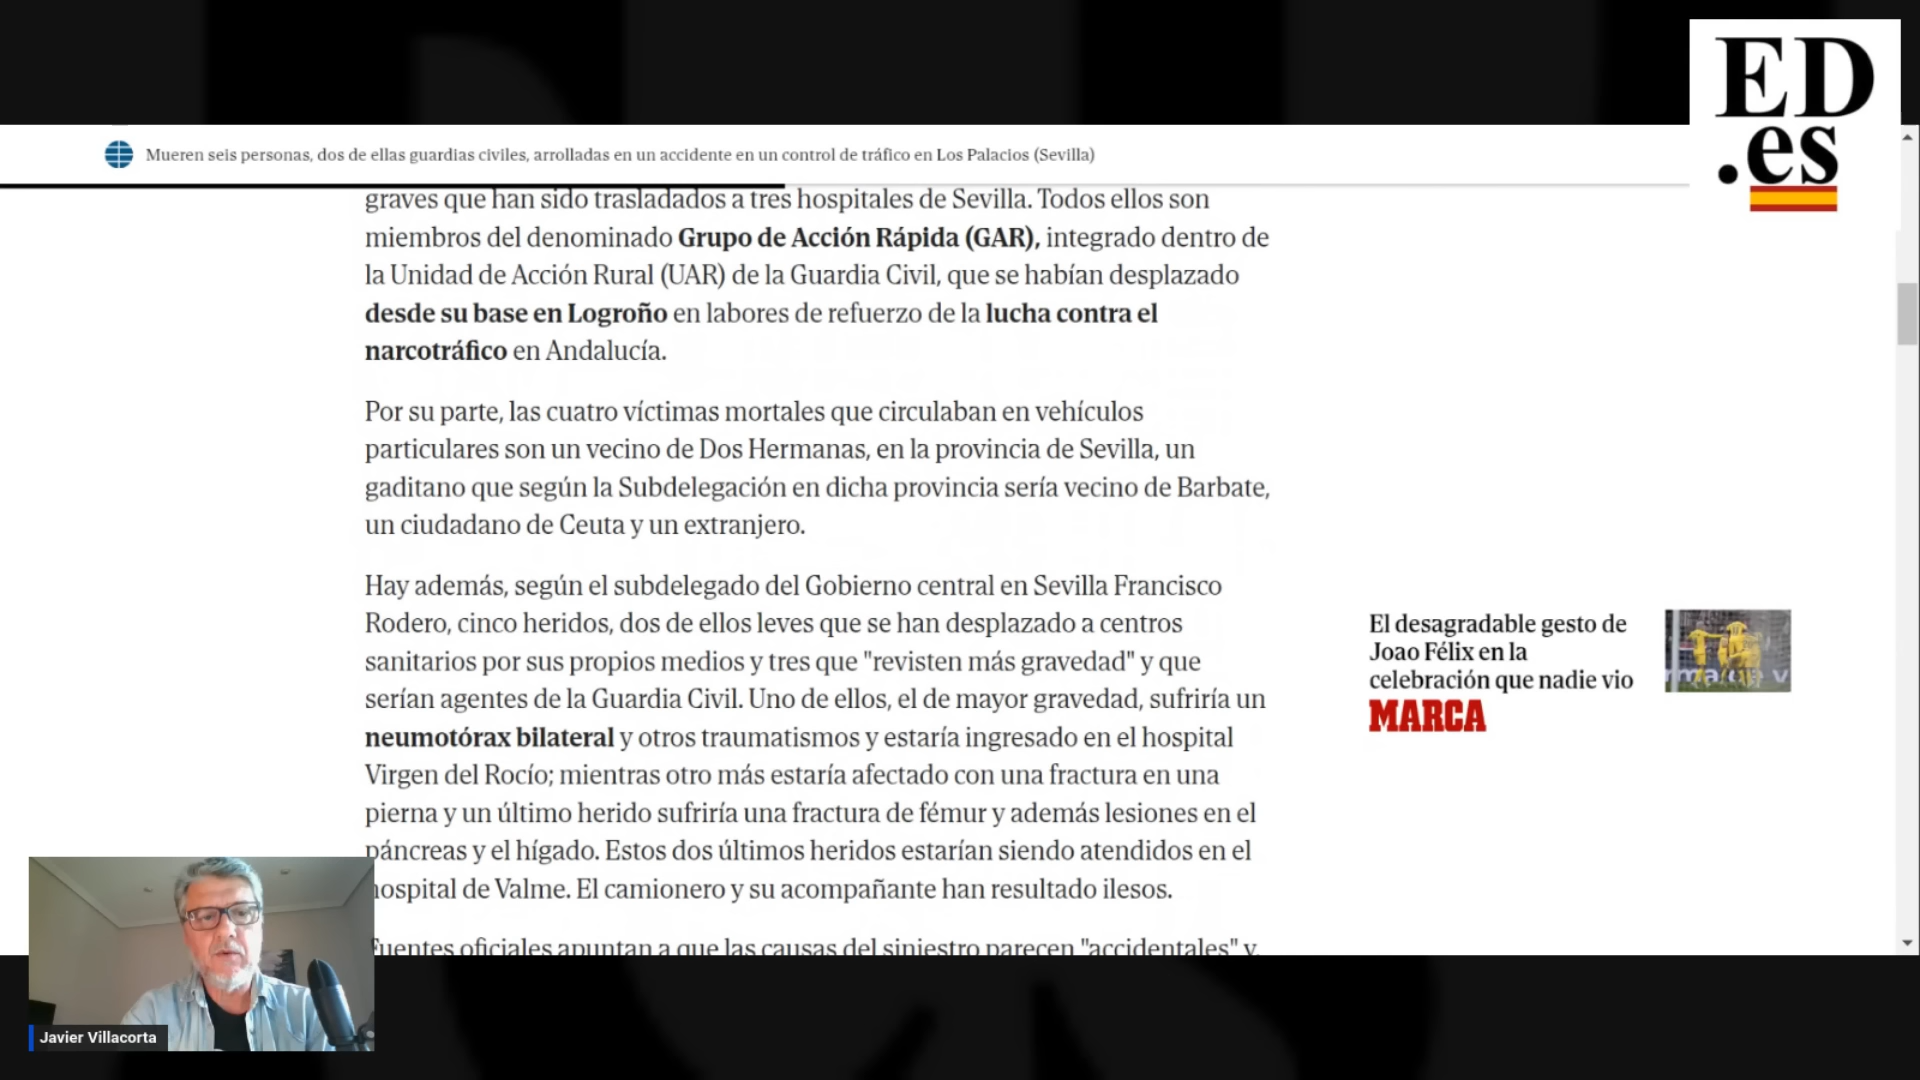 ED
.es
Mueren seis personas, dos de ellas guardias civiles, arrolladas en un accidente en un control de tráfico en Los Palacios (Sevilla)
graves que han sido trasladados a tres hospitales de Sevilla. Todos ellos son
miembros del denominado Grupo de Acción Rápida (GAR), integrado dentro de
la Unidad de Acción Rural (UAR) de la Guardia Civil, que se habían desplazado
desde su base en Logroño en labores de refuerzo de la lucha contra el
narcotráfico en Andalucía.
Por su parte, las cuatro víctimas mortales que circulaban en vehículos
particulares son un vecino de Dos Hermanas, en la provincia de Sevilla, un
gaditano que según la Subdelegación en dicha provincia sería vecino de Barbate,
un ciudadano de Ceuta y un extranjero.
Hay además, según el subdelegado del Gobierno central en Sevilla Francisco
Rodero, cinco heridos, dos de ellos leves que se han desplazado a centros
sanitarios por sus propios medios y tres que "revisten más gravedad" y que
serían agentes de la Guardia Civil. Uno de ellos, el de mayor gravedad, sufriría un
neumotórax bilateral y otros traumatismos y estaría ingresado en el hospital
Virgen del Rocío; mientras otro más estaría afectado con una fractura en una
pierna y un último herido sufriría una fractura de fémur y además lesiones en el
páncreas y el hígado. Estos dos últimos heridos estarían siendo atendidos en el
hospital de Valme. El camionero y su acompañante han resultado ilesos.
Fuentes oficiales apuntan a que las causas del siniestro parecen "accidentales" y,
El desagradable gesto de
Joao Félix en la
celebración que nadie vio
MARCA
Javier Villacorta